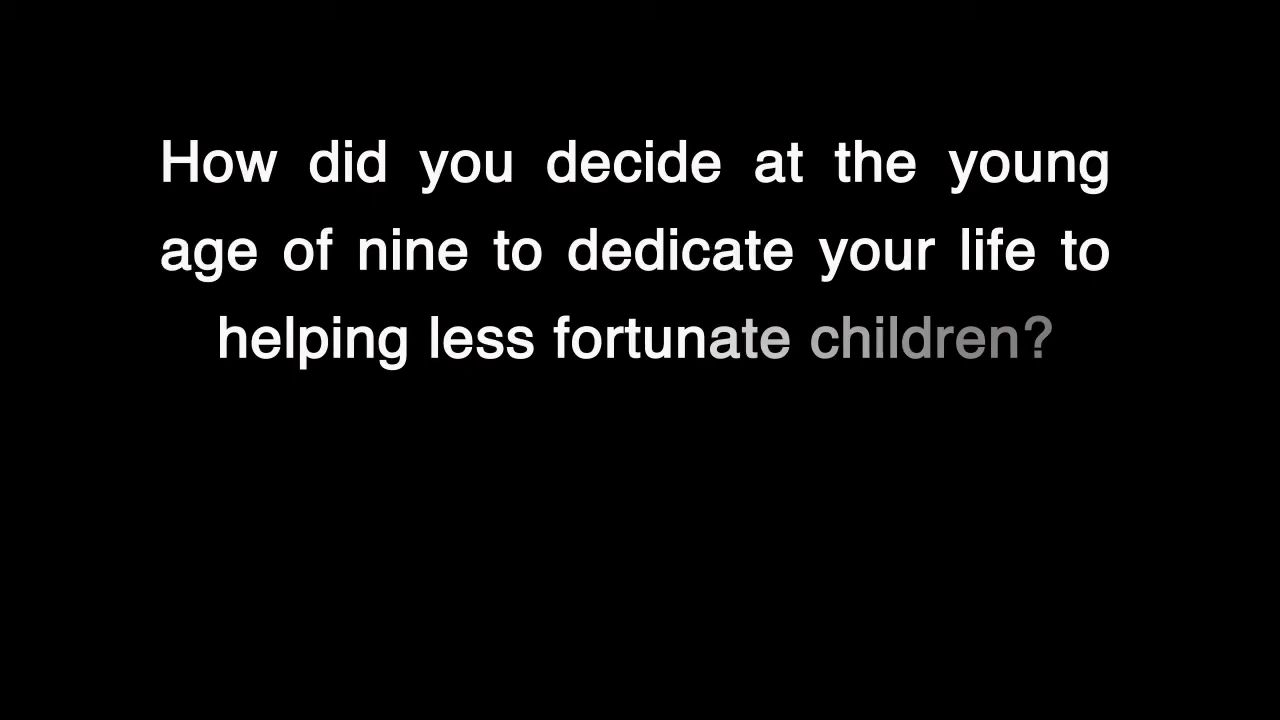 How did you decide at the young
age of nine to dedicate your life to
helping less fortunate children?